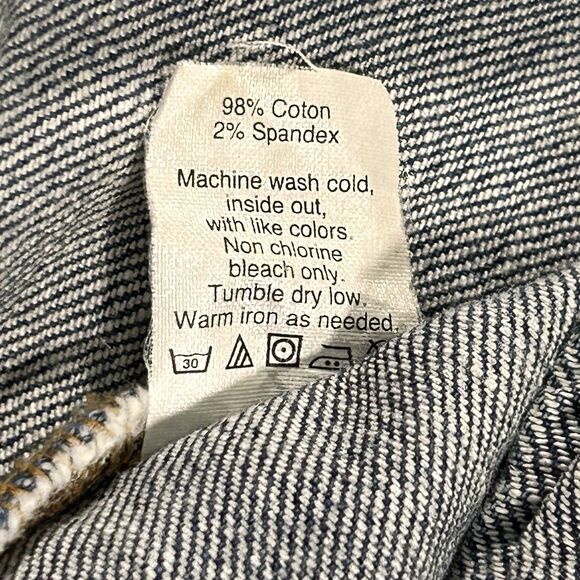 98% Coton
2% Spandex
Machine wash cold,
inside out,
with like colors.
Non chlorine
bleach only.
Tumble dry low.
Warm iron as needed.
30